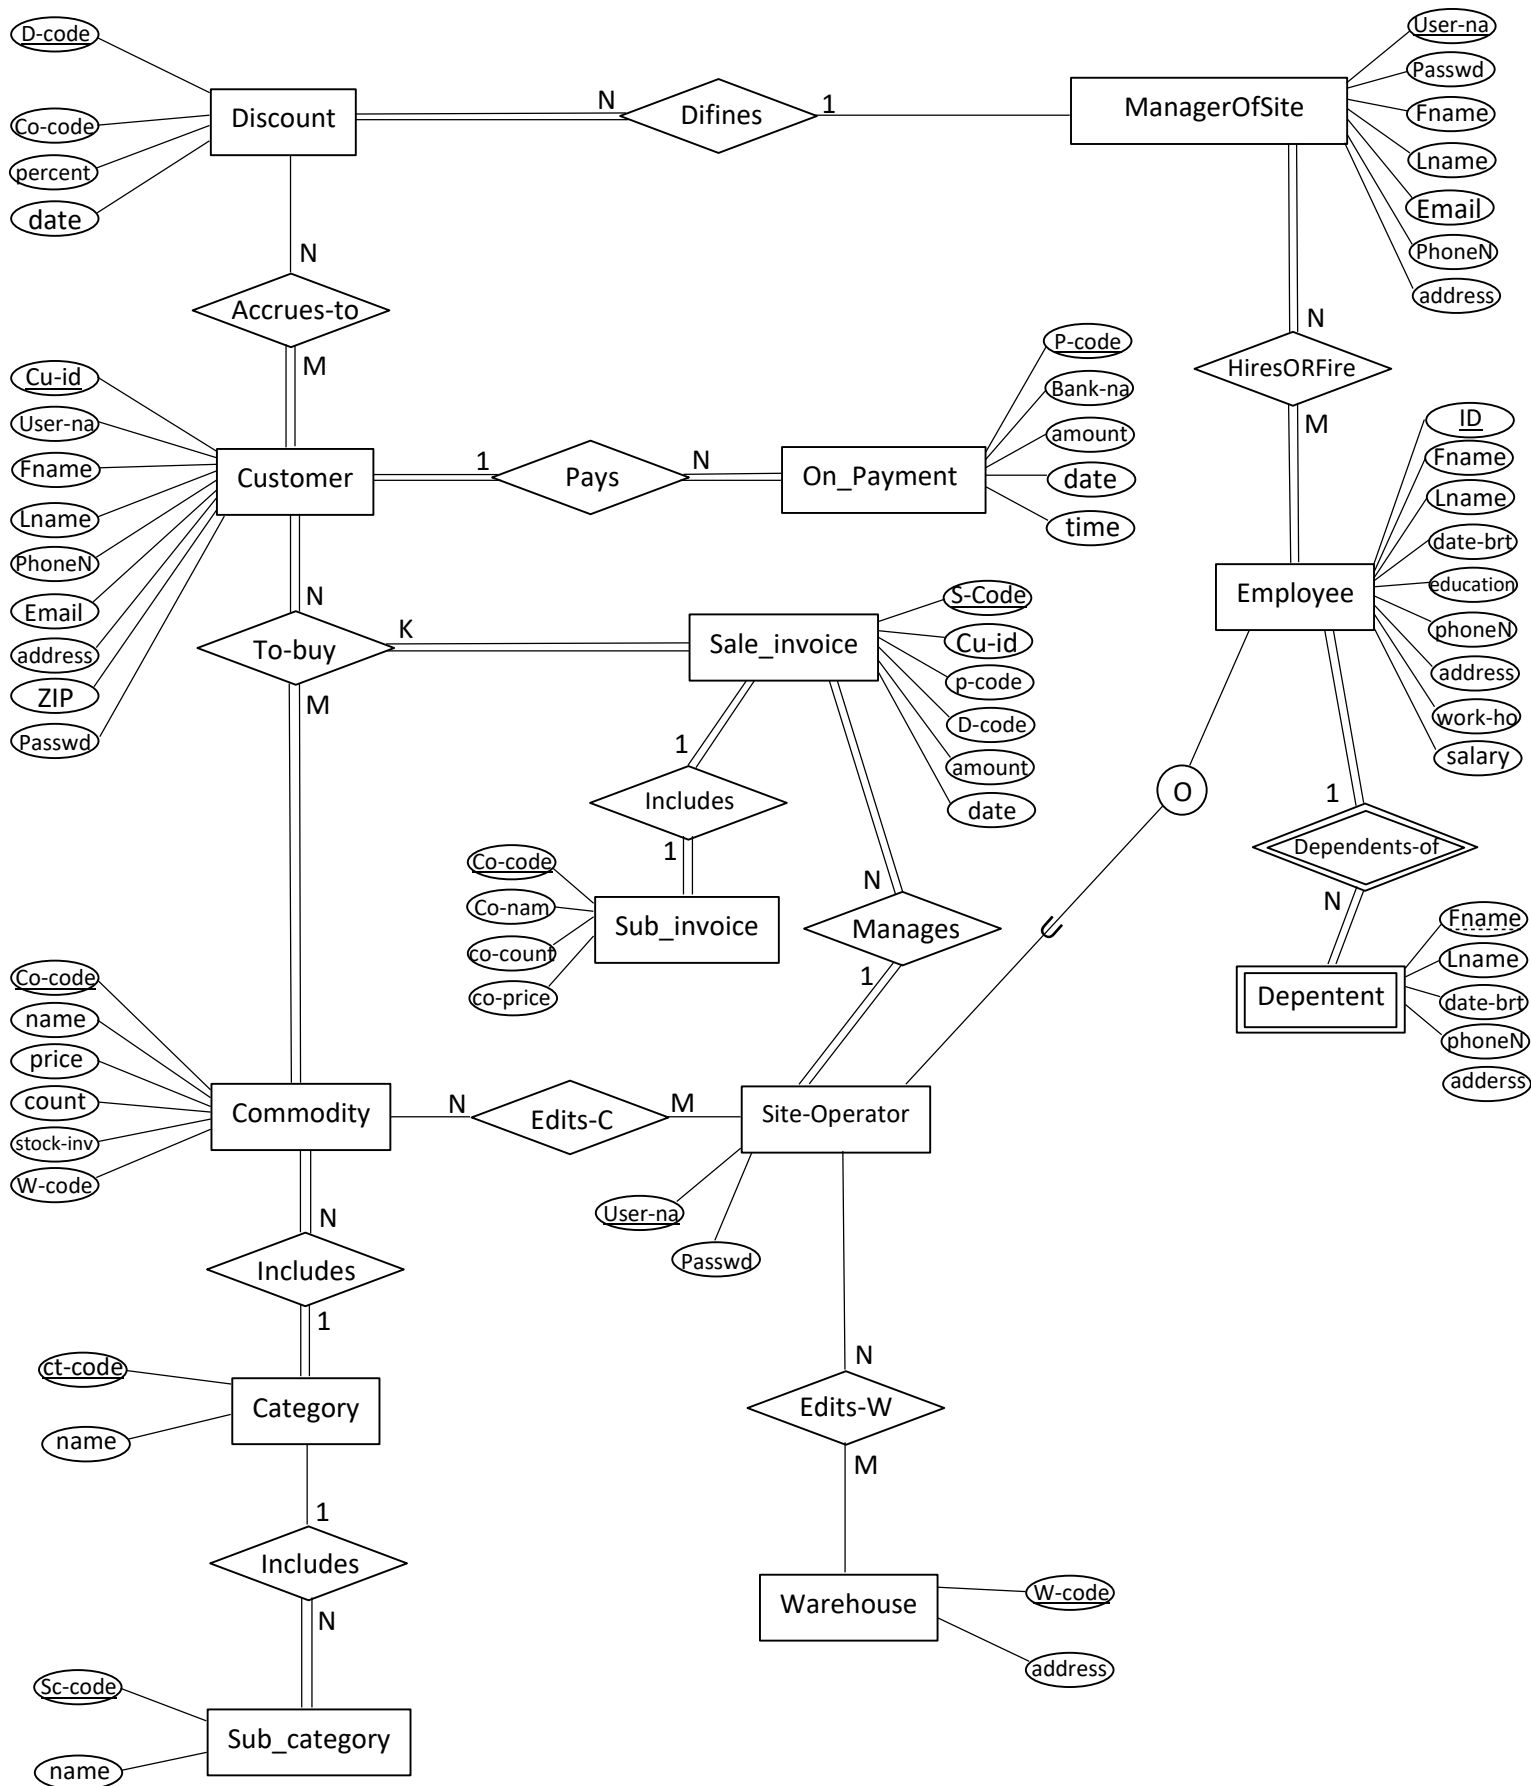 D-code
Co-code
percent
date
Discount
N
Difines
1
ManagerOfSite
User-na
Passwd
Fname
Lname
Email
PhoneN
address
N
Accrues-to
M
N
HiresORFire
M
Cu-id
User-na
Fname
Lname
PhoneN
Email
address
ZIP
Passwd
Customer
1
Pays
N
On_Payment
P-code
Bank-na
amount
date
time
Employee
ID
Fname
Lname
date-brt
education
phoneN
address
work-ho
salary
N
To-buy
K
M
Sale_invoice
S-Code
Cu-id
p-code
D-code
amount
date
1
Includes
1
Co-code
Co-nam
co-count
co-price
Sub_invoice
N
Manages
1
O
U
1
Dependents-of
N
Depentent
Fname
Lname
date-brt
phoneN
adderss
Co-code
name
price
count
stock-inv
W-code
Commodity
N
Edits-C
M
Site-Operator
User-na
Passwd
N
Includes
1
ct-code
name
Category
1
Includes
N
Sc-code
name
Sub_category
N
Edits-W
M
Warehouse
W-code
address